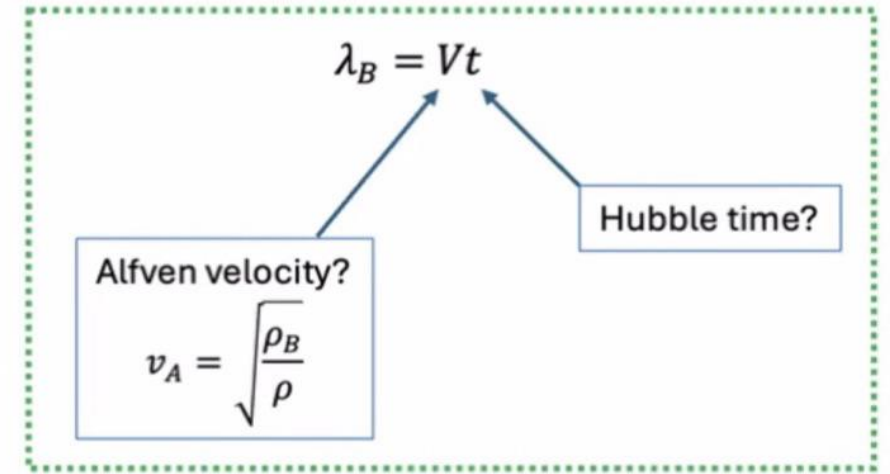 λ_B = Vt
Hubble time?
Alfven velocity?
v_A = √(ρ_B/ρ)